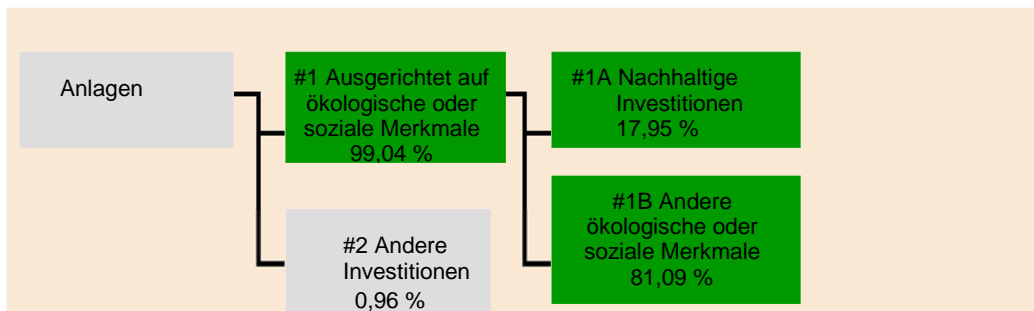 Anlagen
#1 Ausgerichtet auf
ökologische oder
soziale Merkmale
99,04 %
#2 Andere
Investitionen
0,96 %
#1A Nachhaltige
Investitionen
17,95 %
#1B Andere
ökologische oder
soziale Merkmale
81,09 %